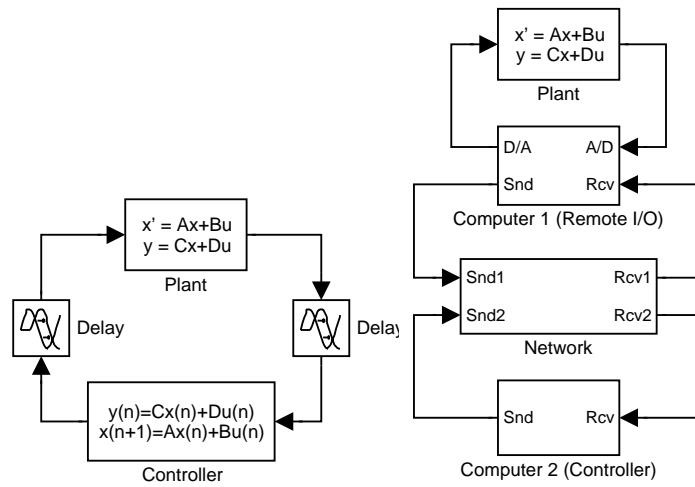 x' = Ax+Bu
y = Cx+Du
Plant
Delay
Delay
y(n)=Cx(n)+Du(n)
x(n+1)=Ax(n)+Bu(n)
Controller
x' = Ax+Bu
y = Cx+Du
Plant
D/A A/D
Snd Rcv
Computer 1 (Remote I/O)
Snd1 Rcv1
Snd2 Rcv2
Network
Snd Rcv
Computer 2 (Controller)